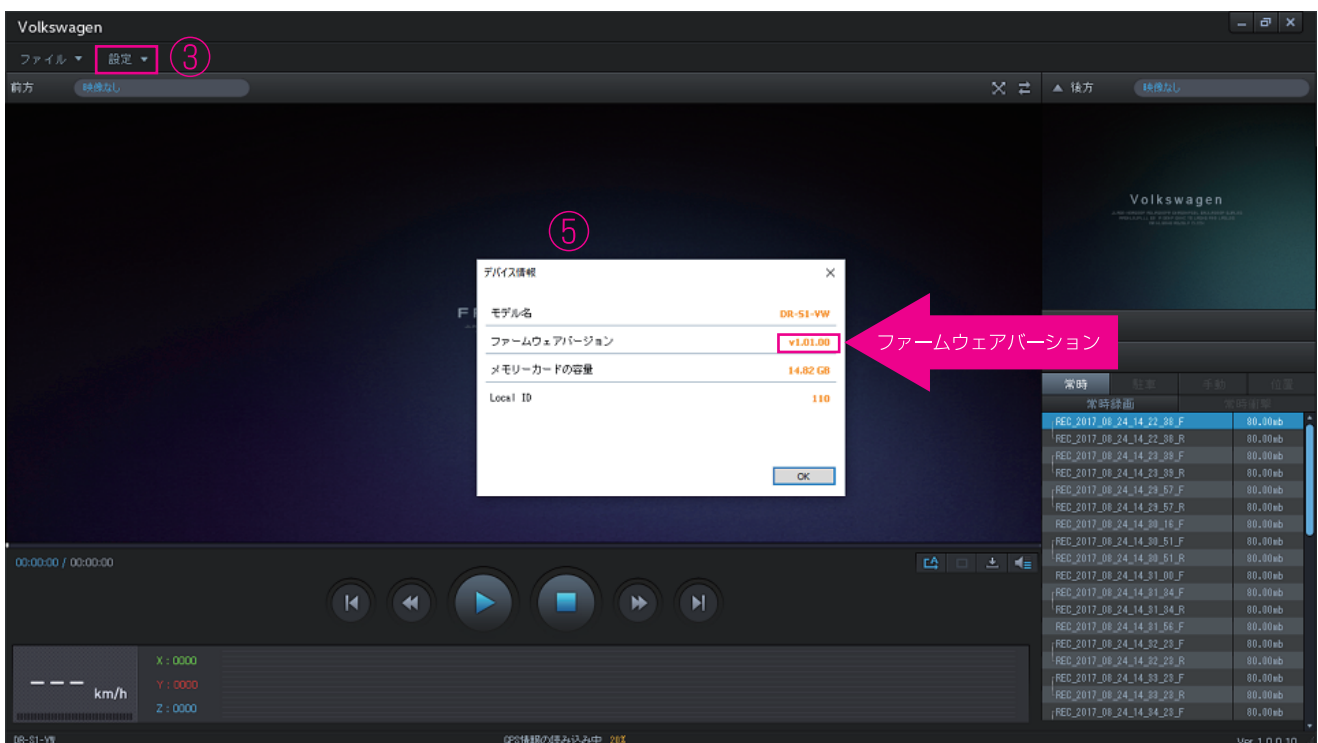 Volkswagen
ファイル ▼ 設定 ▼ ③
前方 映像なし
▲ 後方 映像なし
Volkswagen
⑤
デバイス情報
モデル名 DR-S1-VW
ファームウェアバージョン v1.01.00
メモリーカードの容量 14.82 GB
Local ID 110
OK
ファームウェアバーション
常時 駐車 手動 位置
常時録画 常時衝撃
REC_2017_08_24_14_22_38_F 80.00mb
REC_2017_08_24_14_22_38_R 80.00mb
REC_2017_08_24_14_23_39_F 80.00mb
REC_2017_08_24_14_23_39_R 80.00mb
REC_2017_08_24_14_29_57_F 80.00mb
REC_2017_08_24_14_29_57_R 80.00mb
REC_2017_08_24_14_30_16_F 80.00mb
REC_2017_08_24_14_30_51_F 80.00mb
REC_2017_08_24_14_30_51_R 80.00mb
REC_2017_08_24_14_31_00_F 80.00mb
REC_2017_08_24_14_31_34_F 80.00mb
REC_2017_08_24_14_31_34_R 80.00mb
REC_2017_08_24_14_31_56_F 80.00mb
REC_2017_08_24_14_32_23_F 80.00mb
REC_2017_08_24_14_32_23_R 80.00mb
REC_2017_08_24_14_33_23_F 80.00mb
REC_2017_08_24_14_33_23_R 80.00mb
REC_2017_08_24_14_34_23_F 80.00mb
00:00:00 / 00:00:00
--- km/h
X : 0000
Y : 0000
Z : 0000
DR-S1-VW
GPS情報の読み込み中 20%
Ver 1.0.0.10